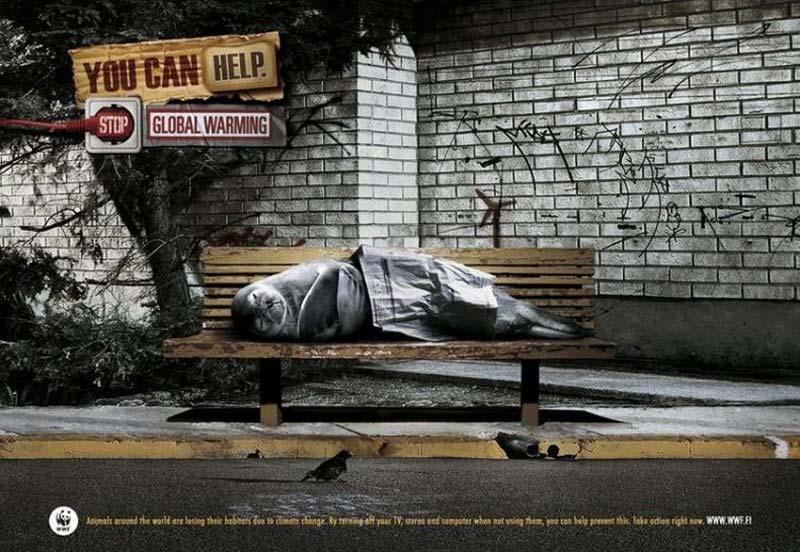 YOU CAN HELP.
STOP GLOBAL WARMING
WWF
Animals around the world are losing their habitats due to climate change. By turning off your TV, stereo and computer when not using them, you can help prevent this. Take action right now. WWW.WWF.FI